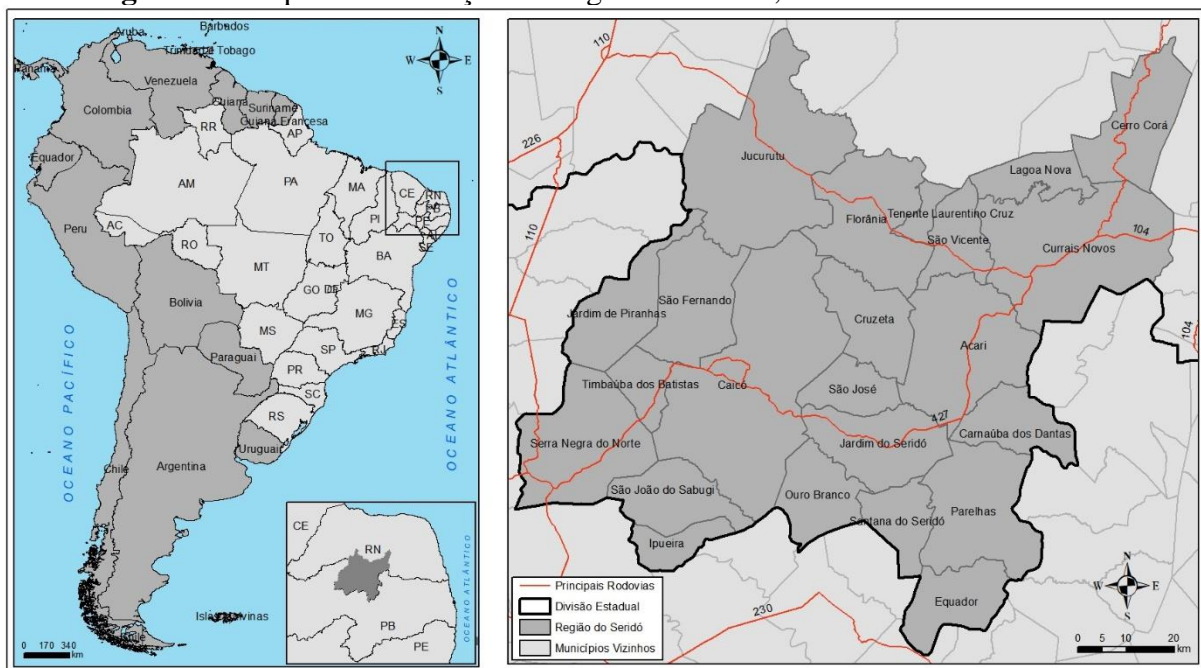 Aruba
Barbados
Trinidad e Tobago
Panama
Venezuela
Guiana
Suriname
Guiana Francesa
Colombia
RR
AP
Equador
AM
PA
MA
CE
RN
PB
PE
AL
SE
PI
Peru
AC
RO
TO
BA
MT
Bolivia
GO
DF
MG
ES
MS
SP
RJ
Paraguai
PR
SC
RS
Uruguai
Chile
Argentina
OCEANO PACÍFICO
OCEANO ATLÂNTICO
N
W
E
S
0 170 340
km
CE
RN
PB
PE
OCEANO ATLÂNTICO
110
226
110
Jucurutu
Cerro Corá
Lagoa Nova
Florânia
Tenente Laurentino Cruz
São Vicente
Currais Novos
104
104
São Fernando
Jardim de Piranhas
Cruzeta
Acari
Timbaúba dos Batistas
Caicó
São José
427
Serra Negra do Norte
Jardim do Seridó
Carnaúba dos Dantas
São João do Sabugi
Ouro Branco
Santana do Seridó
Parelhas
Ipueira
Equador
230
Principais Rodovias
Divisão Estadual
Região do Seridó
Municípios Vizinhos
N
W
E
S
0 5 10 20
km